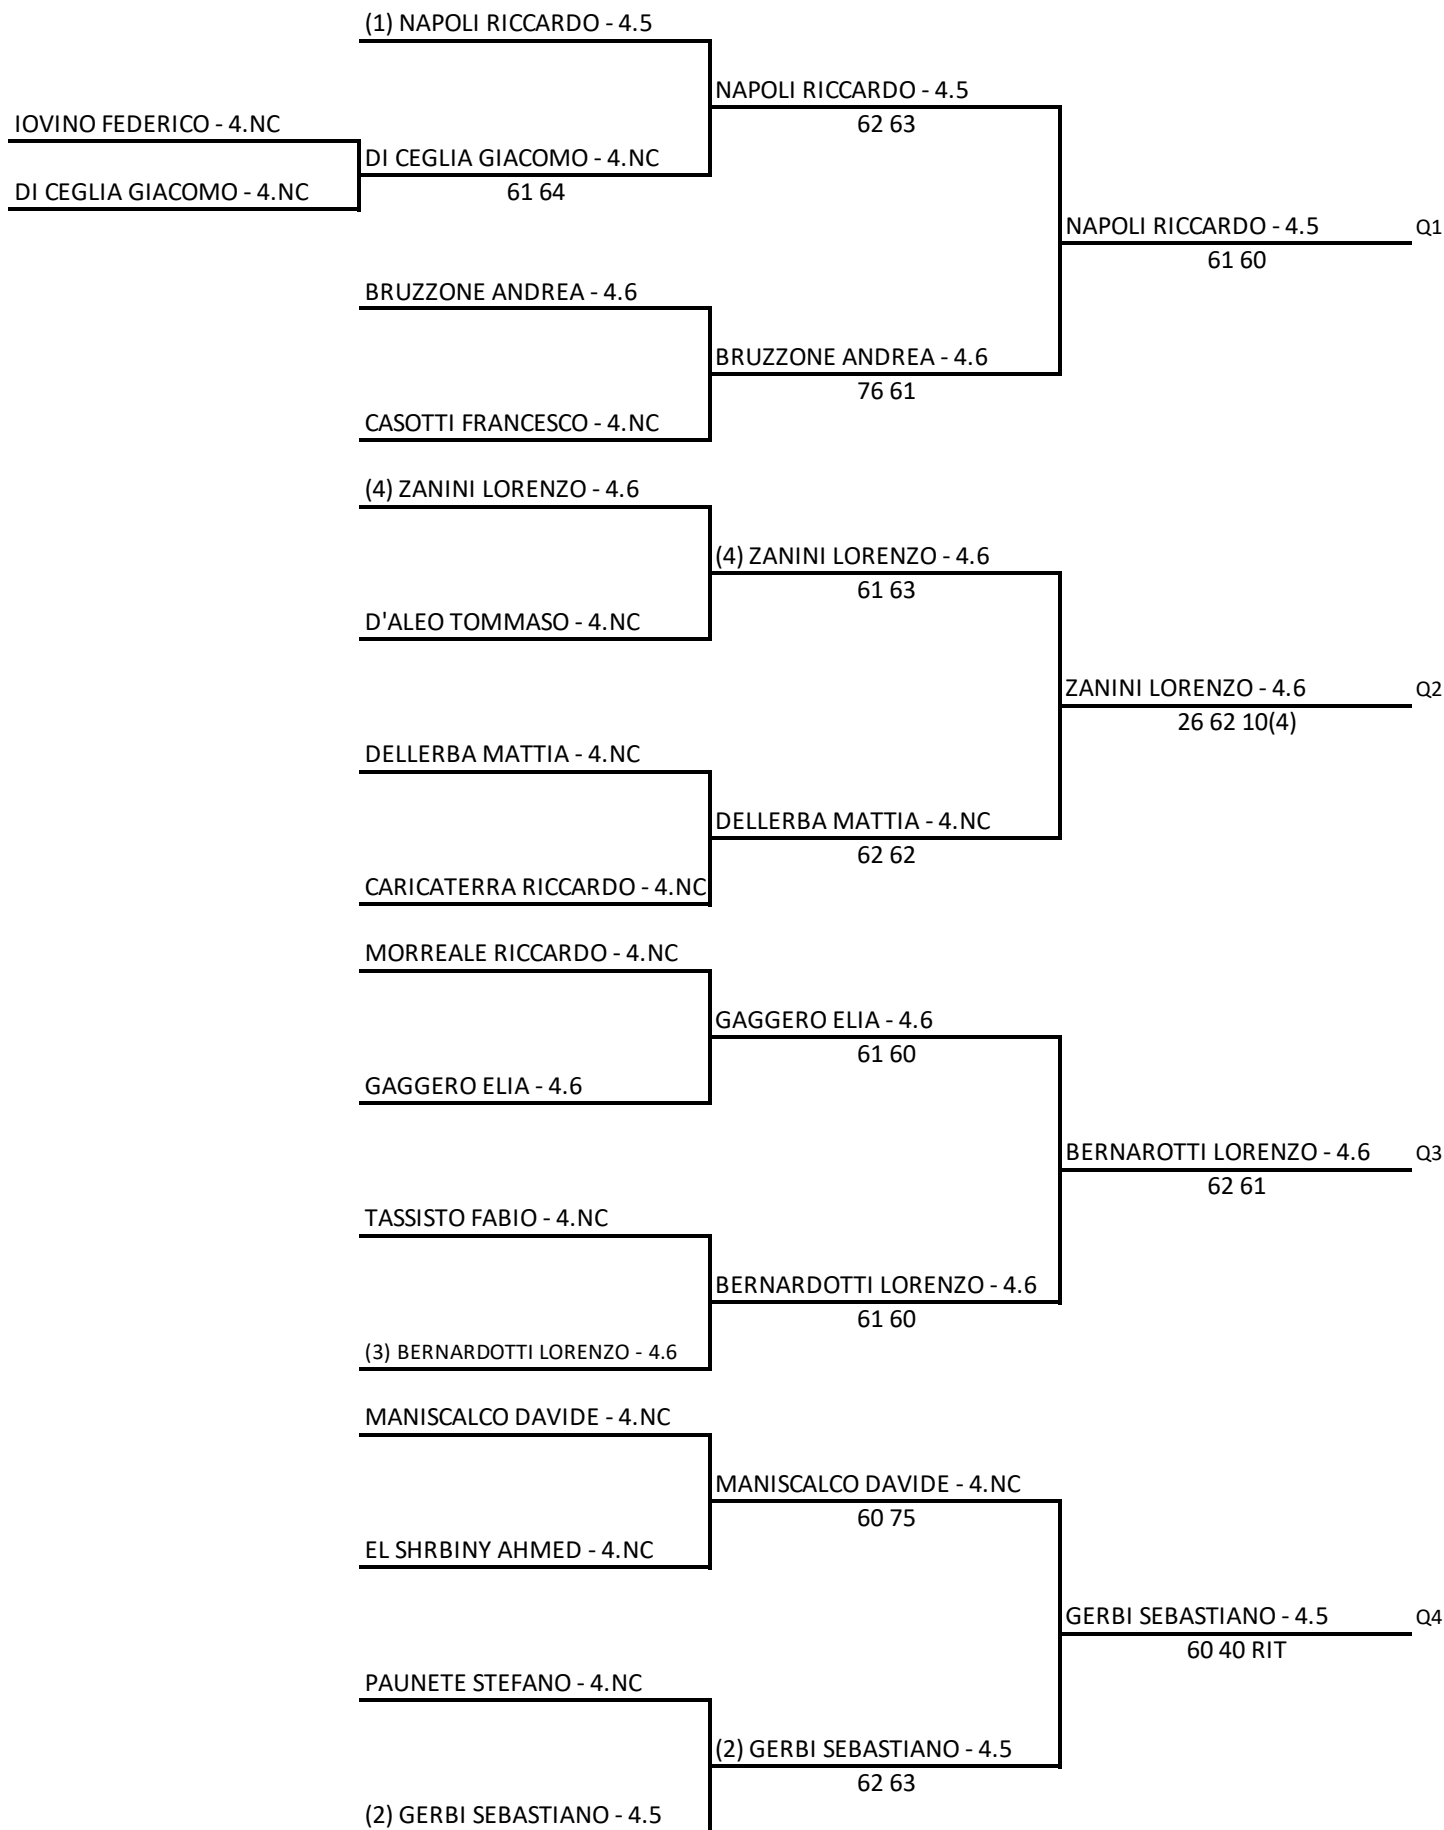 (1) NAPOLI RICCARDO - 4.5
NAPOLI RICCARDO - 4.5
IOVINO FEDERICO - 4.NC
62 63
DI CEGLIA GIACOMO - 4.NC
DI CEGLIA GIACOMO - 4.NC
61 64
NAPOLI RICCARDO - 4.5
Q1
61 60
BRUZZONE ANDREA - 4.6
BRUZZONE ANDREA - 4.6
76 61
CASOTTI FRANCESCO - 4.NC
(4) ZANINI LORENZO - 4.6
(4) ZANINI LORENZO - 4.6
61 63
D'ALEO TOMMASO - 4.NC
ZANINI LORENZO - 4.6
Q2
26 62 10(4)
DELLERBA MATTIA - 4.NC
DELLERBA MATTIA - 4.NC
62 62
CARICATERRA RICCARDO - 4.NC
MORREALE RICCARDO - 4.NC
GAGGERO ELIA - 4.6
61 60
GAGGERO ELIA - 4.6
BERNAROTTI LORENZO - 4.6
Q3
62 61
TASSISTO FABIO - 4.NC
BERNARDOTTI LORENZO - 4.6
61 60
(3) BERNARDOTTI LORENZO - 4.6
MANISCALCO DAVIDE - 4.NC
MANISCALCO DAVIDE - 4.NC
60 75
EL SHRBINY AHMED - 4.NC
GERBI SEBASTIANO - 4.5
Q4
60 40 RIT
PAUNETE STEFANO - 4.NC
(2) GERBI SEBASTIANO - 4.5
62 63
(2) GERBI SEBASTIANO - 4.5